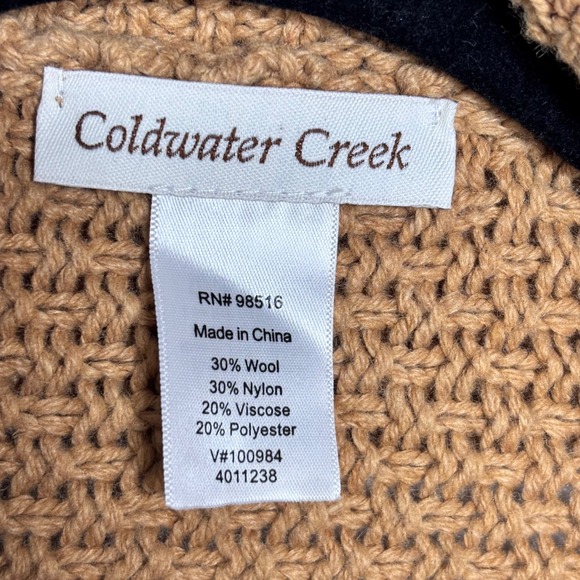 Coldwater Creek
RN# 98516
Made in China
30% Wool
30% Nylon
20% Viscose
20% Polyester
V#100984
4011238